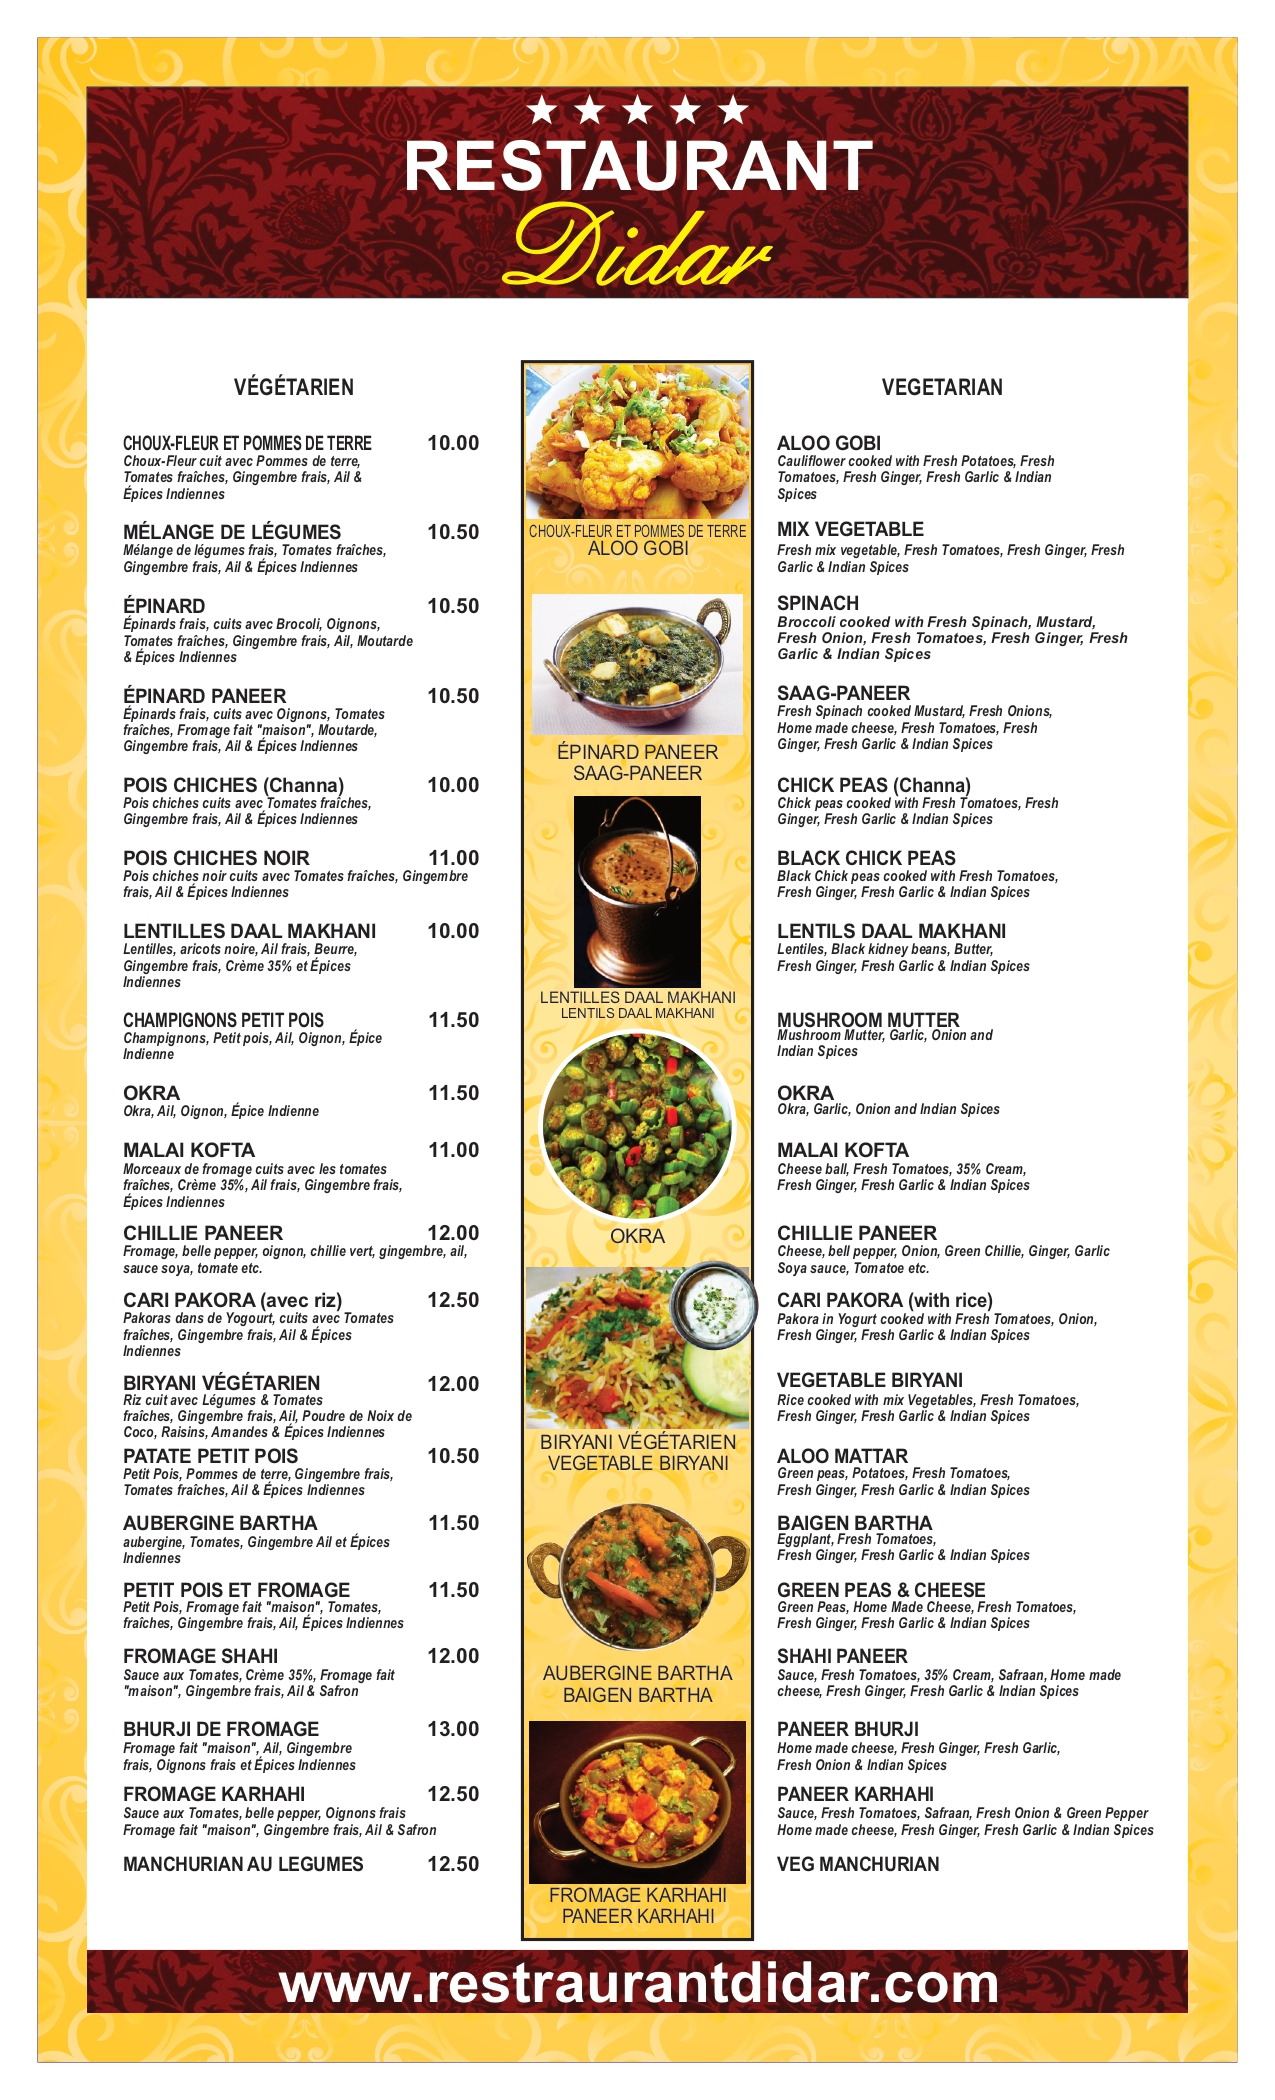 RESTAURANT
Didar
VÉGÉTARIEN
CHOUX-FLEUR ET POMMES DE TERRE 10.00
Choux-Fleur cuit avec Pommes de terre,
Tomates fraîches, Gingembre frais, Ail &
Épices Indiennes
MÉLANGE DE LÉGUMES 10.50
Mélange de légumes frais, Tomates fraîches,
Gingembre frais, Ail & Épices Indiennes
ÉPINARD 10.50
Épinards frais, cuits avec Brocoli, Oignons,
Tomates fraîches, Gingembre frais, Ail, Moutarde
& Épices Indiennes
ÉPINARD PANEER 10.50
Épinards frais, cuits avec Oignons, Tomates
fraîches, Fromage fait "maison", Moutarde,
Gingembre frais, Ail & Épices Indiennes
POIS CHICHES (Channa) 10.00
Pois chiches cuits avec Tomates fraîches,
Gingembre frais, Ail & Épices Indiennes
POIS CHICHES NOIR 11.00
Pois chiches noir cuits avec Tomates fraîches, Gingembre
frais, Ail & Épices Indiennes
LENTILLES DAAL MAKHANI 10.00
Lentilles, aricots noire, Ail frais, Beurre,
Gingembre frais, Crème 35% et Épices
Indiennes
CHAMPIGNONS PETIT POIS 11.50
Champignons, Petit pois, Ail, Oignon, Épice
Indienne
OKRA 11.50
Okra, Ail, Oignon, Épice Indienne
MALAI KOFTA 11.00
Morceaux de fromage cuits avec les tomates
fraîches, Crème 35%, Ail frais, Gingembre frais,
Épices Indiennes
CHILLIE PANEER 12.00
Fromage, belle pepper, oignon, chillie vert, gingembre, ail,
sauce soya, tomate etc.
CARI PAKORA (avec riz) 12.50
Pakoras dans de Yogourt, cuits avec Tomates
fraîches, Gingembre frais, Ail & Épices
Indiennes
BIRYANI VÉGÉTARIEN 12.00
Riz cuit avec Légumes & Tomates
fraîches, Gingembre frais, Ail, Poudre de Noix de
Coco, Raisins, Amandes & Épices Indiennes
PATATE PETIT POIS 10.50
Petit Pois, Pommes de terre, Gingembre frais,
Tomates fraîches, Ail & Épices Indiennes
AUBERGINE BARTHA 11.50
aubergine, Tomates, Gingembre Ail et Épices
Indiennes
PETIT POIS ET FROMAGE 11.50
Petit Pois, Fromage fait "maison", Tomates,
fraîches, Gingembre frais, Ail, Épices Indiennes
FROMAGE SHAHI 12.00
Sauce aux Tomates, Crème 35%, Fromage fait
"maison", Gingembre frais, Ail & Safron
BHURJI DE FROMAGE 13.00
Fromage fait "maison", Ail, Gingembre
frais, Oignons frais et Épices Indiennes
FROMAGE KARHAHI 12.50
Sauce aux Tomates, belle pepper, Oignons frais
Fromage fait "maison", Gingembre frais, Ail & Safron
MANCHURIAN AU LEGUMES 12.50
CHOUX-FLEUR ET POMMES DE TERRE
ALOO GOBI
ÉPINARD PANEER
SAAG-PANEER
LENTILLES DAAL MAKHANI
LENTILS DAAL MAKHANI
OKRA
BIRYANI VÉGÉTARIEN
VEGETABLE BIRYANI
AUBERGINE BARTHA
BAIGEN BARTHA
FROMAGE KARHAHI
PANEER KARHAHI
VEGETARIAN
ALOO GOBI
Cauliflower cooked with Fresh Potatoes, Fresh
Tomatoes, Fresh Ginger, Fresh Garlic & Indian
Spices
MIX VEGETABLE
Fresh mix vegetable, Fresh Tomatoes, Fresh Ginger, Fresh
Garlic & Indian Spices
SPINACH
Broccoli cooked with Fresh Spinach, Mustard,
Fresh Onion, Fresh Tomatoes, Fresh Ginger, Fresh
Garlic & Indian Spices
SAAG-PANEER
Fresh Spinach cooked Mustard, Fresh Onions,
Home made cheese, Fresh Tomatoes, Fresh
Ginger, Fresh Garlic & Indian Spices
CHICK PEAS (Channa)
Chick peas cooked with Fresh Tomatoes, Fresh
Ginger, Fresh Garlic & Indian Spices
BLACK CHICK PEAS
Black Chick peas cooked with Fresh Tomatoes,
Fresh Ginger, Fresh Garlic & Indian Spices
LENTILS DAAL MAKHANI
Lentiles, Black kidney beans, Butter,
Fresh Ginger, Fresh Garlic & Indian Spices
MUSHROOM MUTTER
Mushroom Mutter, Garlic, Onion and
Indian Spices
OKRA
Okra, Garlic, Onion and Indian Spices
MALAI KOFTA
Cheese ball, Fresh Tomatoes, 35% Cream,
Fresh Ginger, Fresh Garlic & Indian Spices
CHILLIE PANEER
Cheese, bell pepper, Onion, Green Chillie, Ginger, Garlic
Soya sauce, Tomatoe etc.
CARI PAKORA (with rice)
Pakora in Yogurt cooked with Fresh Tomatoes, Onion,
Fresh Ginger, Fresh Garlic & Indian Spices
VEGETABLE BIRYANI
Rice cooked with mix Vegetables, Fresh Tomatoes,
Fresh Ginger, Fresh Garlic & Indian Spices
ALOO MATTAR
Green peas, Potatoes, Fresh Tomatoes,
Fresh Ginger, Fresh Garlic & Indian Spices
BAIGEN BARTHA
Eggplant, Fresh Tomatoes,
Fresh Ginger, Fresh Garlic & Indian Spices
GREEN PEAS & CHEESE
Green Peas, Home Made Cheese, Fresh Tomatoes,
Fresh Ginger, Fresh Garlic & Indian Spices
SHAHI PANEER
Sauce, Fresh Tomatoes, 35% Cream, Safraan, Home made
cheese, Fresh Ginger, Fresh Garlic & Indian Spices
PANEER BHURJI
Home made cheese, Fresh Ginger, Fresh Garlic,
Fresh Onion & Indian Spices
PANEER KARHAHI
Sauce, Fresh Tomatoes, Safraan, Fresh Onion & Green Pepper
Home made cheese, Fresh Ginger, Fresh Garlic & Indian Spices
VEG MANCHURIAN
www.restraurantdidar.com